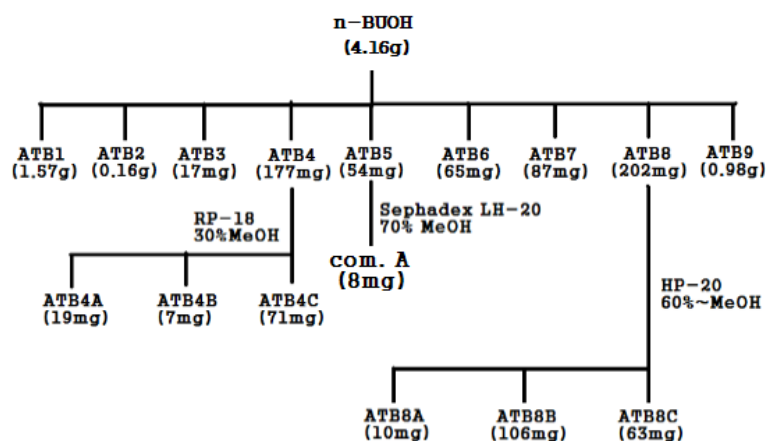 n-BUOH
(4.16g)
ATB1 ATB2 ATB3 ATB4 ATB5 ATB6 ATB7 ATB8 ATB9
(1.57g) (0.16g) (17mg) (177mg) (54mg) (65mg) (87mg) (202mg) (0.98g)
RP-18
30%MeOH
Sephadex LH-20
70% MeOH
com. A
(8mg)
HP-20
60%~MeOH
ATB4A ATB4B ATB4C
(19mg) (7mg) (71mg)
ATB8A ATB8B ATB8C
(10mg) (106mg) (63mg)